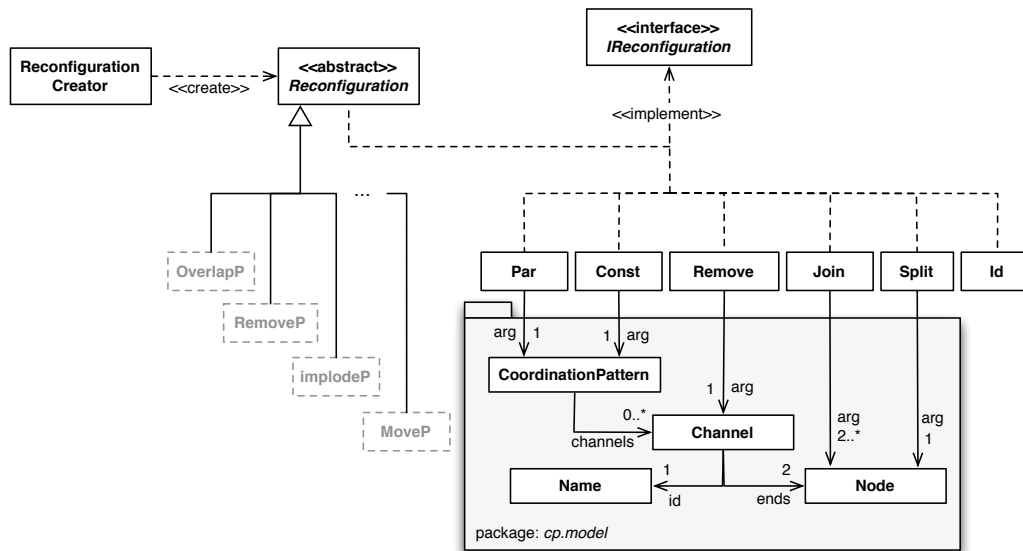 <<interface>>
IReconfiguration
Reconfiguration
Creator
<<create>>
<<abstract>>
Reconfiguration
<<implement>>
...
OverlapP
RemoveP
implodeP
MoveP
Par
Const
Remove
Join
Split
Id
arg
1
1
arg
CoordinationPattern
1
arg
0..*
channels
Channel
arg
2..*
arg
1
1
id
2
ends
Name
Node
package: cp.model